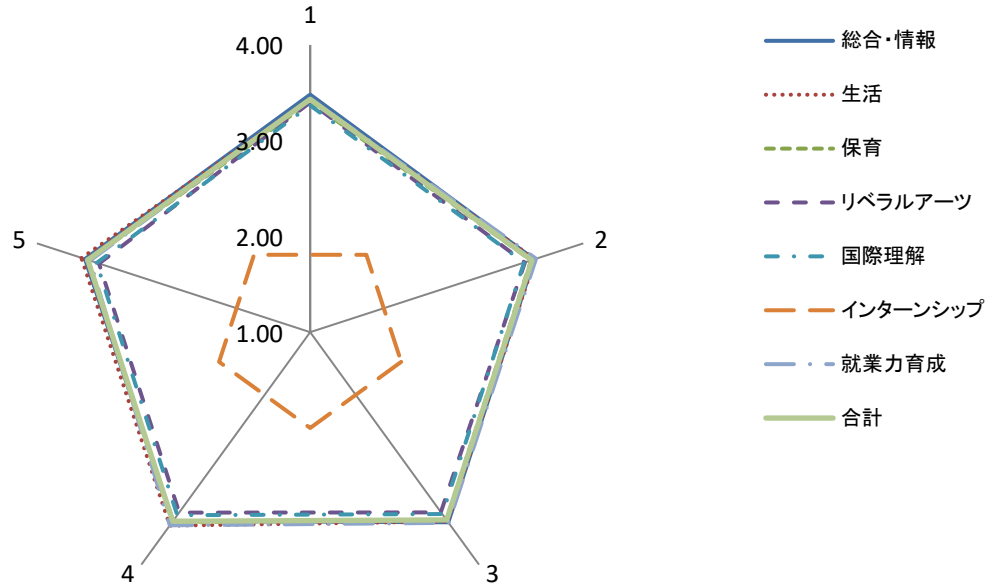 1
4.00
3.00
2.00
1.00
5
2
4
3
総合・情報
生活
保育
リベラルアーツ
国際理解
インターンシップ
就業力育成
合計